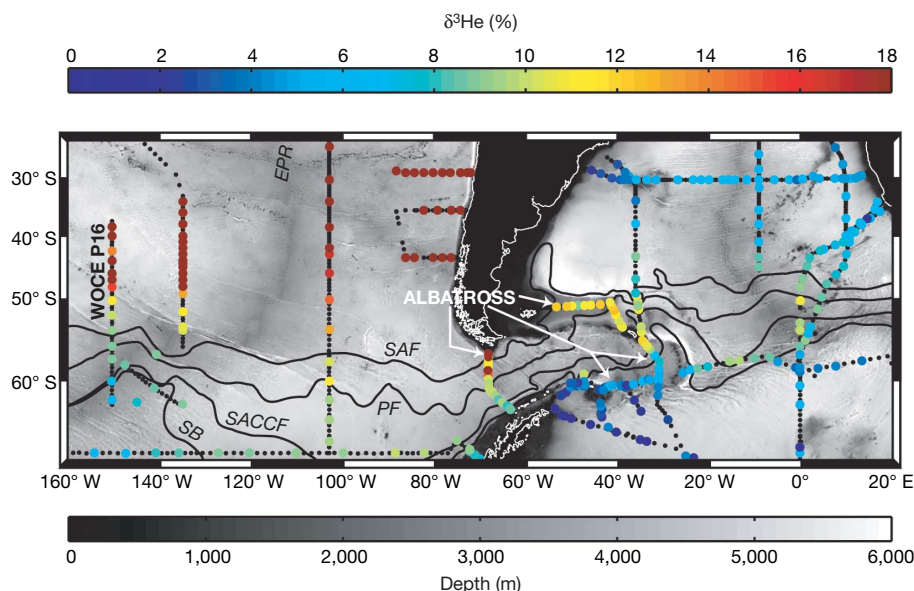 δ³He (%)
0 2 4 6 8 10 12 14 16 18
EPR
30° S
40° S
WOCE P16
50° S
ALBATROSS
SAF
60° S
PF
SACCF
SB
160° W 140° W 120° W 100° W 80° W 60° W 40° W 20° W 0° 20° E
0 1,000 2,000 3,000 4,000 5,000 6,000
Depth (m)